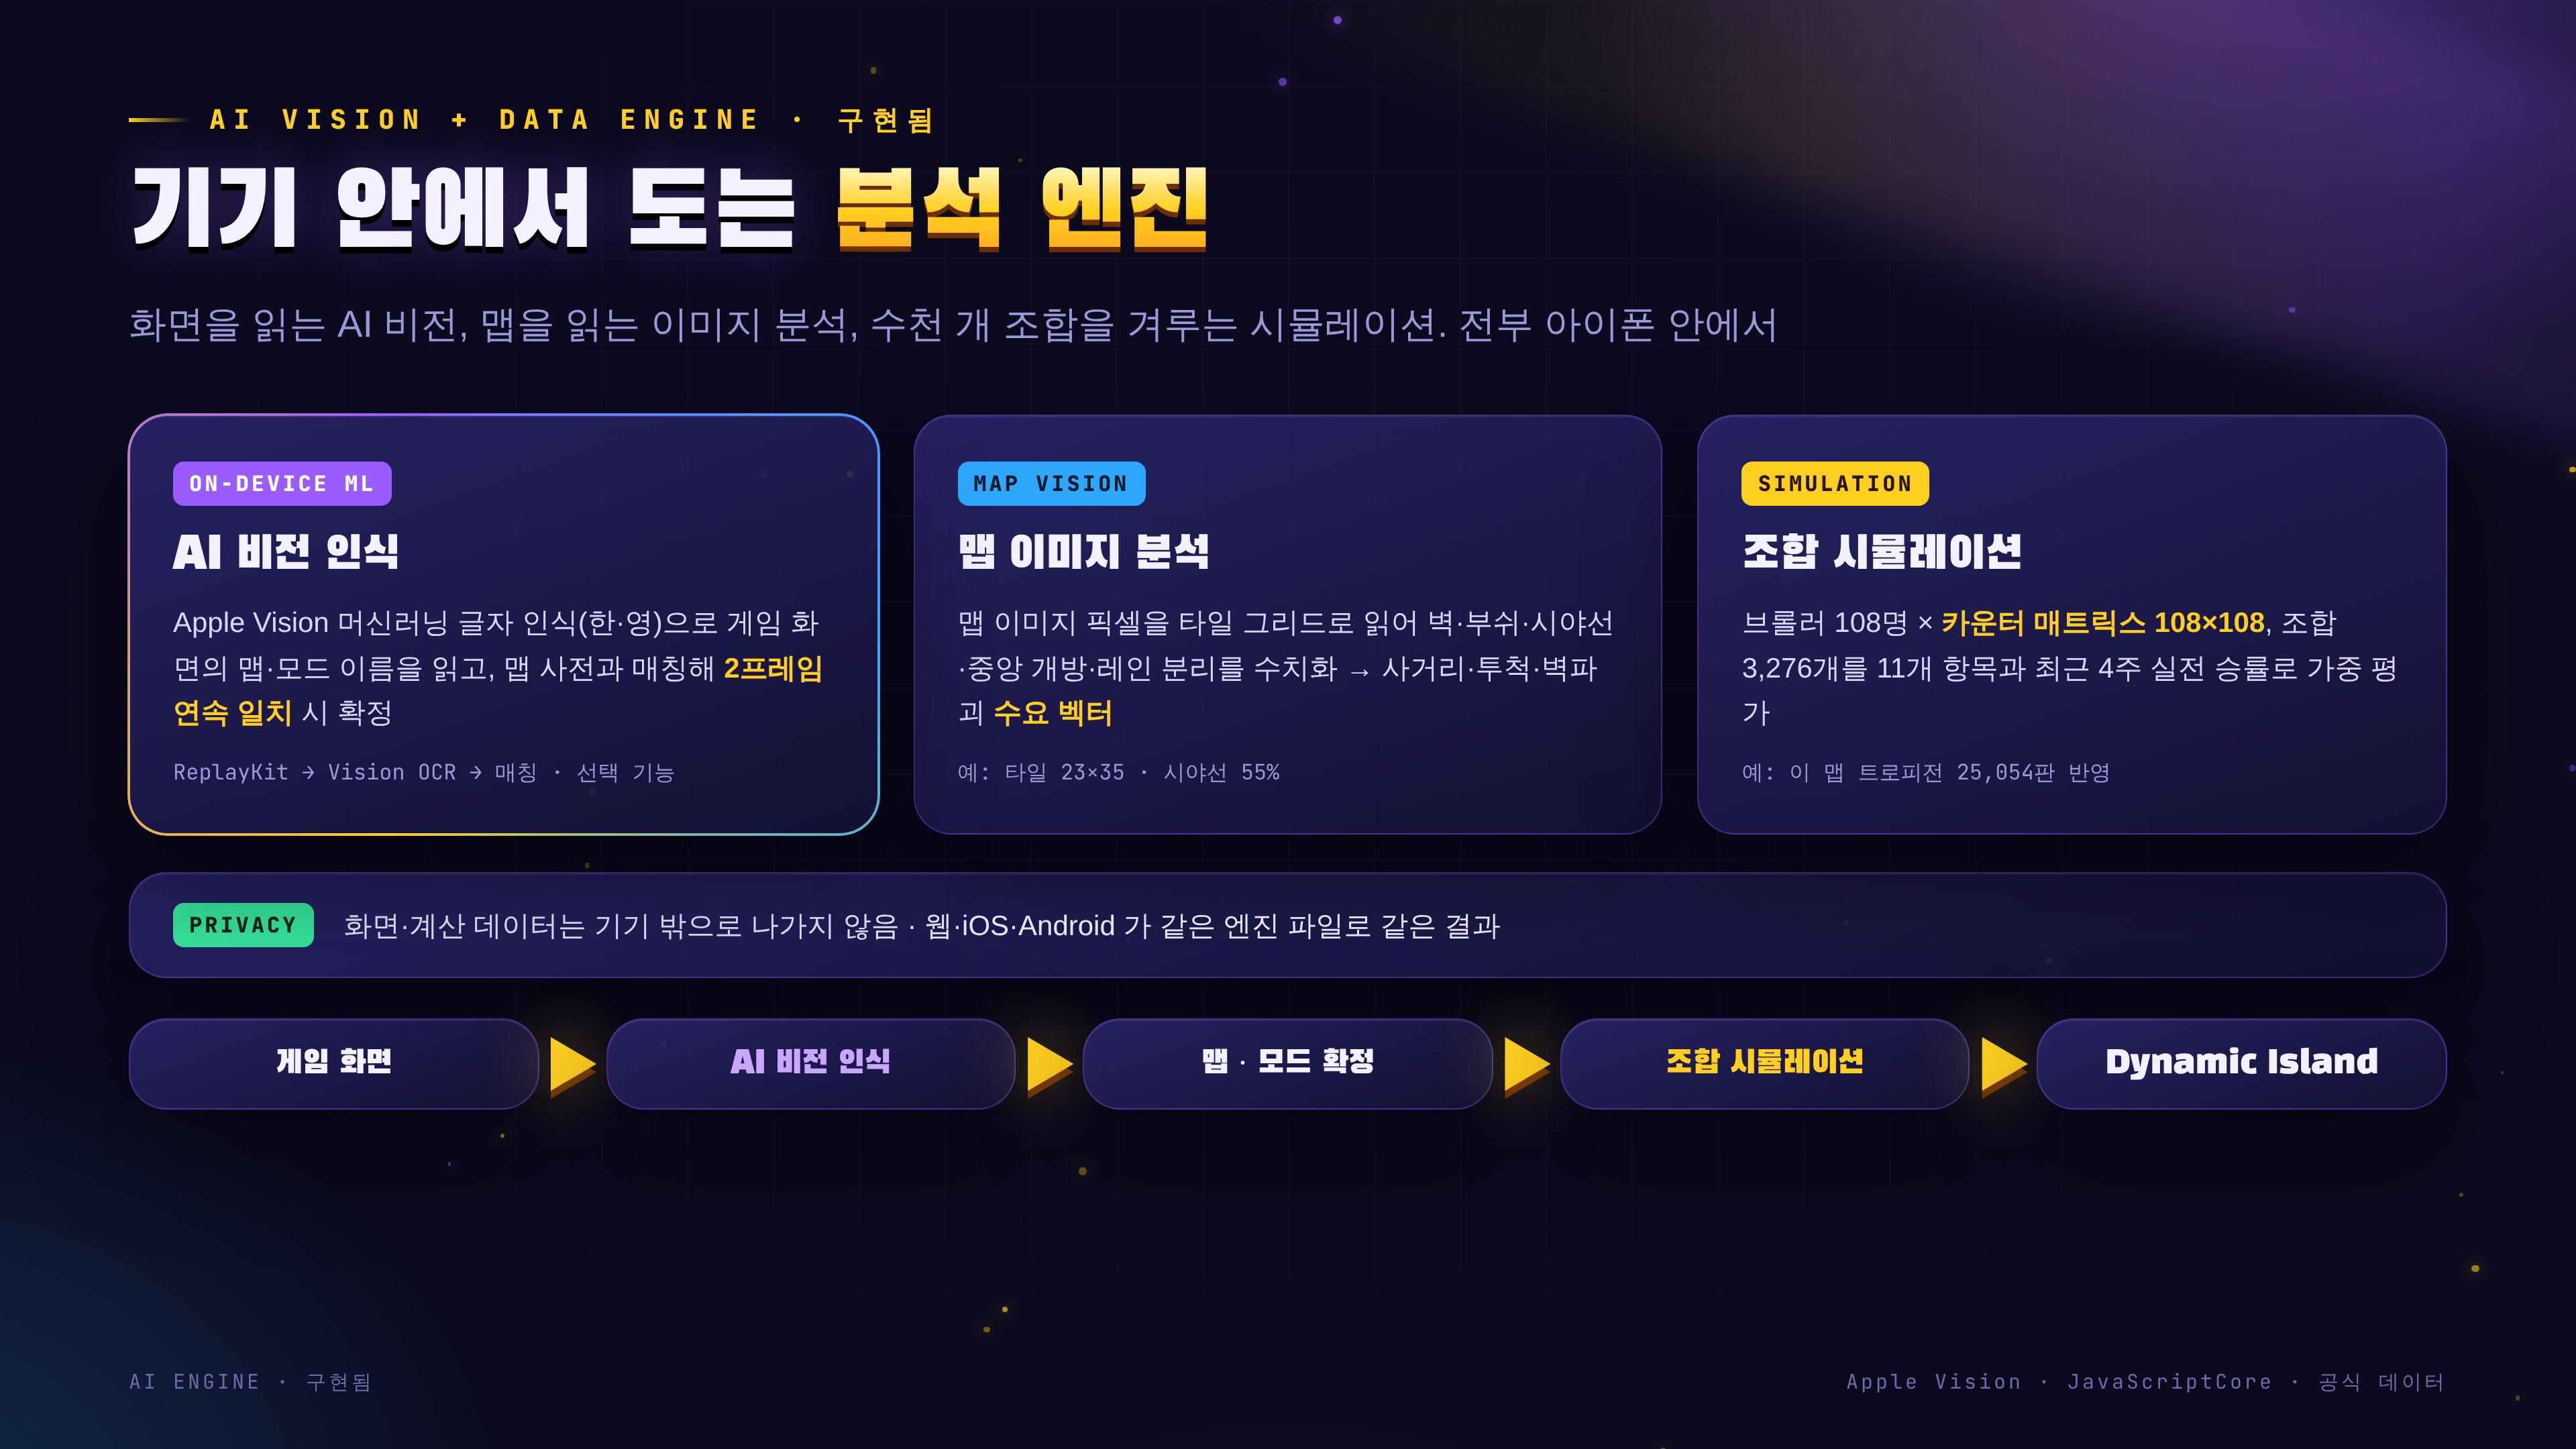 AI VISION + DATA ENGINE · 구현됨
기기 안에서 도는 분석 엔진
화면을 읽는 AI 비전, 맵을 읽는 이미지 분석, 수천 개 조합을 겨루는 시뮬레이션. 전부 아이폰 안에서
ON-DEVICE ML
AI 비전 인식
Apple Vision 머신러닝 글자 인식(한·영)으로 게임 화
면의 맵·모드 이름을 읽고, 맵 사전과 매칭해 2프레임
연속 일치 시 확정
ReplayKit → Vision OCR → 매칭 · 선택 기능
MAP VISION
맵 이미지 분석
맵 이미지 픽셀을 타일 그리드로 읽어 벽·부쉬·시야선
·중앙 개방·레인 분리를 수치화 → 사거리·투척·벽파
괴 수요 벡터
예: 타일 23×35 · 시야선 55%
SIMULATION
조합 시뮬레이션
브롤러 108명 × 카운터 매트릭스 108×108, 조합
3,276개를 11개 항목과 최근 4주 실전 승률로 가중 평
가
예: 이 맵 트로피전 25,054판 반영
PRIVACY
화면·계산 데이터는 기기 밖으로 나가지 않음 · 웹·iOS·Android 가 같은 엔진 파일로 같은 결과
게임 화면
AI 비전 인식
맵 · 모드 확정
조합 시뮬레이션
Dynamic Island
AI ENGINE · 구현됨
Apple Vision · JavaScriptCore · 공식 데이터